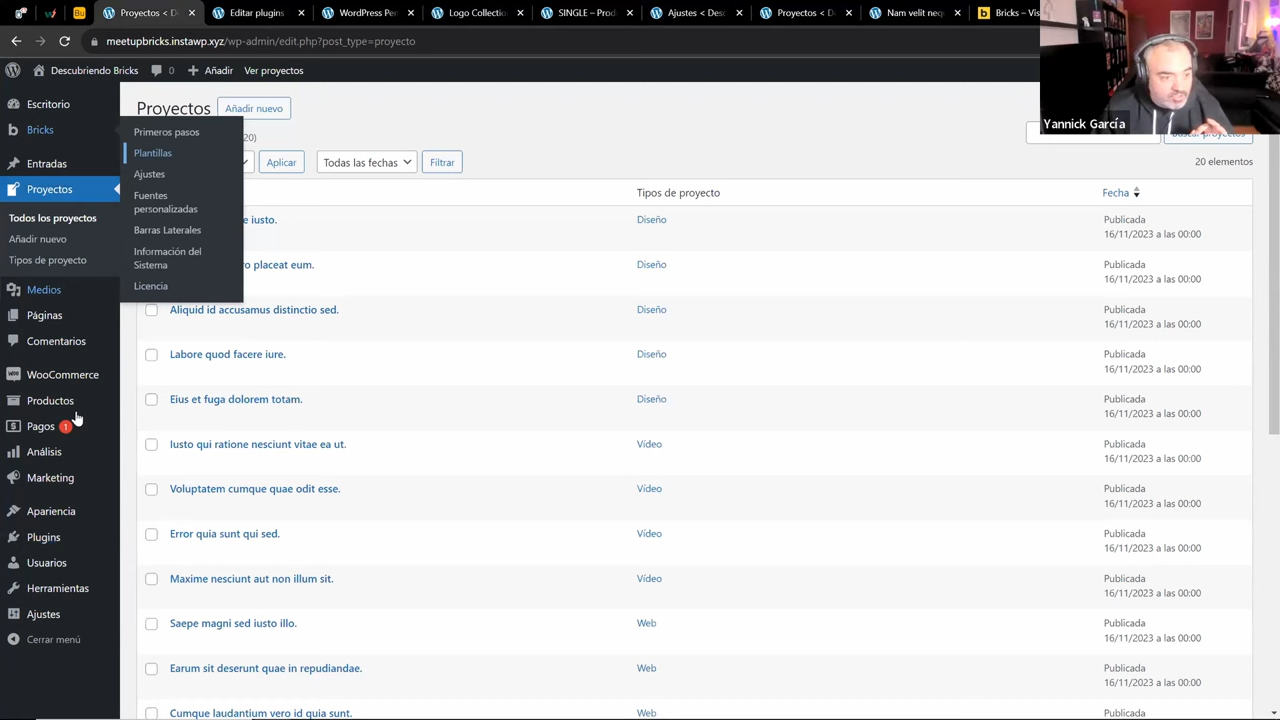 Proyectos < D
Editar plugins
WordPress Per
Logo Collectio
SINGLE – Prod
Ajustes < Des
Proyectos < D
Nam velit neq
Bricks – Vis
meetupbricks.instawp.xyz/wp-admin/edit.php?post_type=proyecto
Descubriendo Bricks
0
Añadir
Ver proyectos
Yannick García
Escritorio
Bricks
Entradas
Proyectos
Todos los proyectos
Añadir nuevo
Tipos de proyecto
Medios
Páginas
Comentarios
WooCommerce
Productos
Pagos 1
Análisis
Marketing
Apariencia
Plugins
Usuarios
Herramientas
Ajustes
Cerrar menú
Primeros pasos
Plantillas
Ajustes
Fuentes
personalizadas
Barras Laterales
Información del
Sistema
Licencia
Proyectos
Añadir nuevo
20)
Aplicar
Todas las fechas
Filtrar
20 elementos
Tipos de proyecto
Fecha
e iusto.
Diseño
Publicada
16/11/2023 a las 00:00
o placeat eum.
Diseño
Publicada
16/11/2023 a las 00:00
Aliquid id accusamus distinctio sed.
Diseño
Publicada
16/11/2023 a las 00:00
Labore quod facere iure.
Diseño
Publicada
16/11/2023 a las 00:00
Eius et fuga dolorem totam.
Diseño
Publicada
16/11/2023 a las 00:00
Iusto qui ratione nesciunt vitae ea ut.
Vídeo
Publicada
16/11/2023 a las 00:00
Voluptatem cumque quae odit esse.
Vídeo
Publicada
16/11/2023 a las 00:00
Error quia sunt qui sed.
Vídeo
Publicada
16/11/2023 a las 00:00
Maxime nesciunt aut non illum sit.
Vídeo
Publicada
16/11/2023 a las 00:00
Saepe magni sed iusto illo.
Web
Publicada
16/11/2023 a las 00:00
Earum sit deserunt quae in repudiandae.
Web
Publicada
16/11/2023 a las 00:00
Cumque laudantium vero id quia sunt.
Web
Publicada